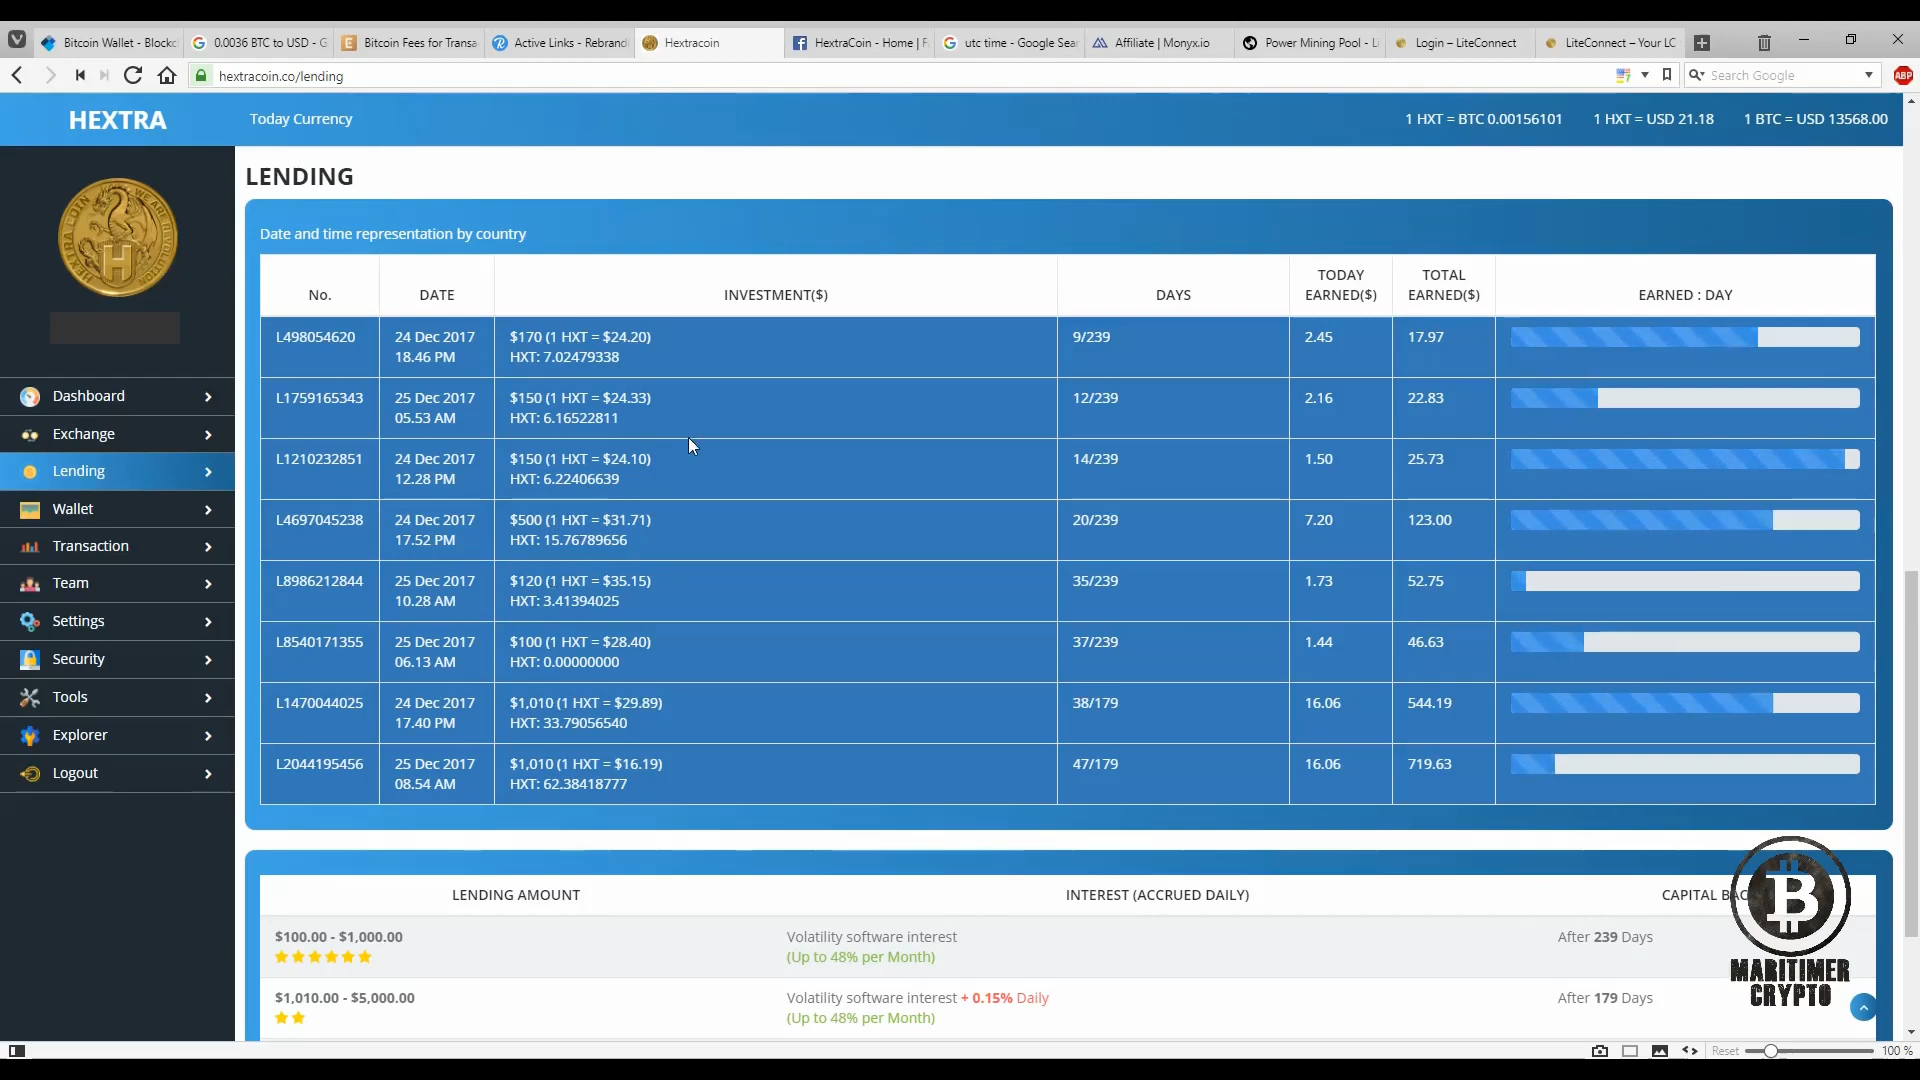 Bitcoin Wallet - Blockc
0.0036 BTC to USD - G
Bitcoin Fees for Transa
Active Links - Rebrand
Hextracoin
HextraCoin - Home | F
utc time - Google Sea
Affiliate | Monyx.io
Power Mining Pool - L
Login – LiteConnect
LiteConnect – Your LC
hextracoin.co/lending
Search Google
ABP
HEXTRA
Today Currency
1 HXT = BTC 0.00156101
1 HXT = USD 21.18
1 BTC = USD 13568.00
HEXTRA COIN WE ARE REVOLUTION
H
Dashboard
Exchange
Lending
Wallet
Transaction
Team
Settings
Security
Tools
Explorer
Logout
LENDING
Date and time representation by country
No. DATE INVESTMENT($) DAYS TODAY EARNED($) TOTAL EARNED($) EARNED : DAY
L498054620 24 Dec 2017 $170 (1 HXT = $24.20) 9/239 2.45 17.97
18.46 PM HXT: 7.02479338
L1759165343 25 Dec 2017 $150 (1 HXT = $24.33) 12/239 2.16 22.83
05.53 AM HXT: 6.16522811
L1210232851 24 Dec 2017 $150 (1 HXT = $24.10) 14/239 1.50 25.73
12.28 PM HXT: 6.22406639
L4697045238 24 Dec 2017 $500 (1 HXT = $31.71) 20/239 7.20 123.00
17.52 PM HXT: 15.76789656
L8986212844 25 Dec 2017 $120 (1 HXT = $35.15) 35/239 1.73 52.75
10.28 AM HXT: 3.41394025
L8540171355 25 Dec 2017 $100 (1 HXT = $28.40) 37/239 1.44 46.63
06.13 AM HXT: 0.00000000
L1470044025 24 Dec 2017 $1,010 (1 HXT = $29.89) 38/179 16.06 544.19
17.40 PM HXT: 33.79056540
L2044195456 25 Dec 2017 $1,010 (1 HXT = $16.19) 47/179 16.06 719.63
08.54 AM HXT: 62.38418777
LENDING AMOUNT INTEREST (ACCRUED DAILY) CAPITAL BAC
$100.00 - $1,000.00 Volatility software interest After 239 Days
(Up to 48% per Month)
$1,010.00 - $5,000.00 Volatility software interest + 0.15% Daily After 179 Days
(Up to 48% per Month)
MARITIMER
CRYPTO
Reset 100 %